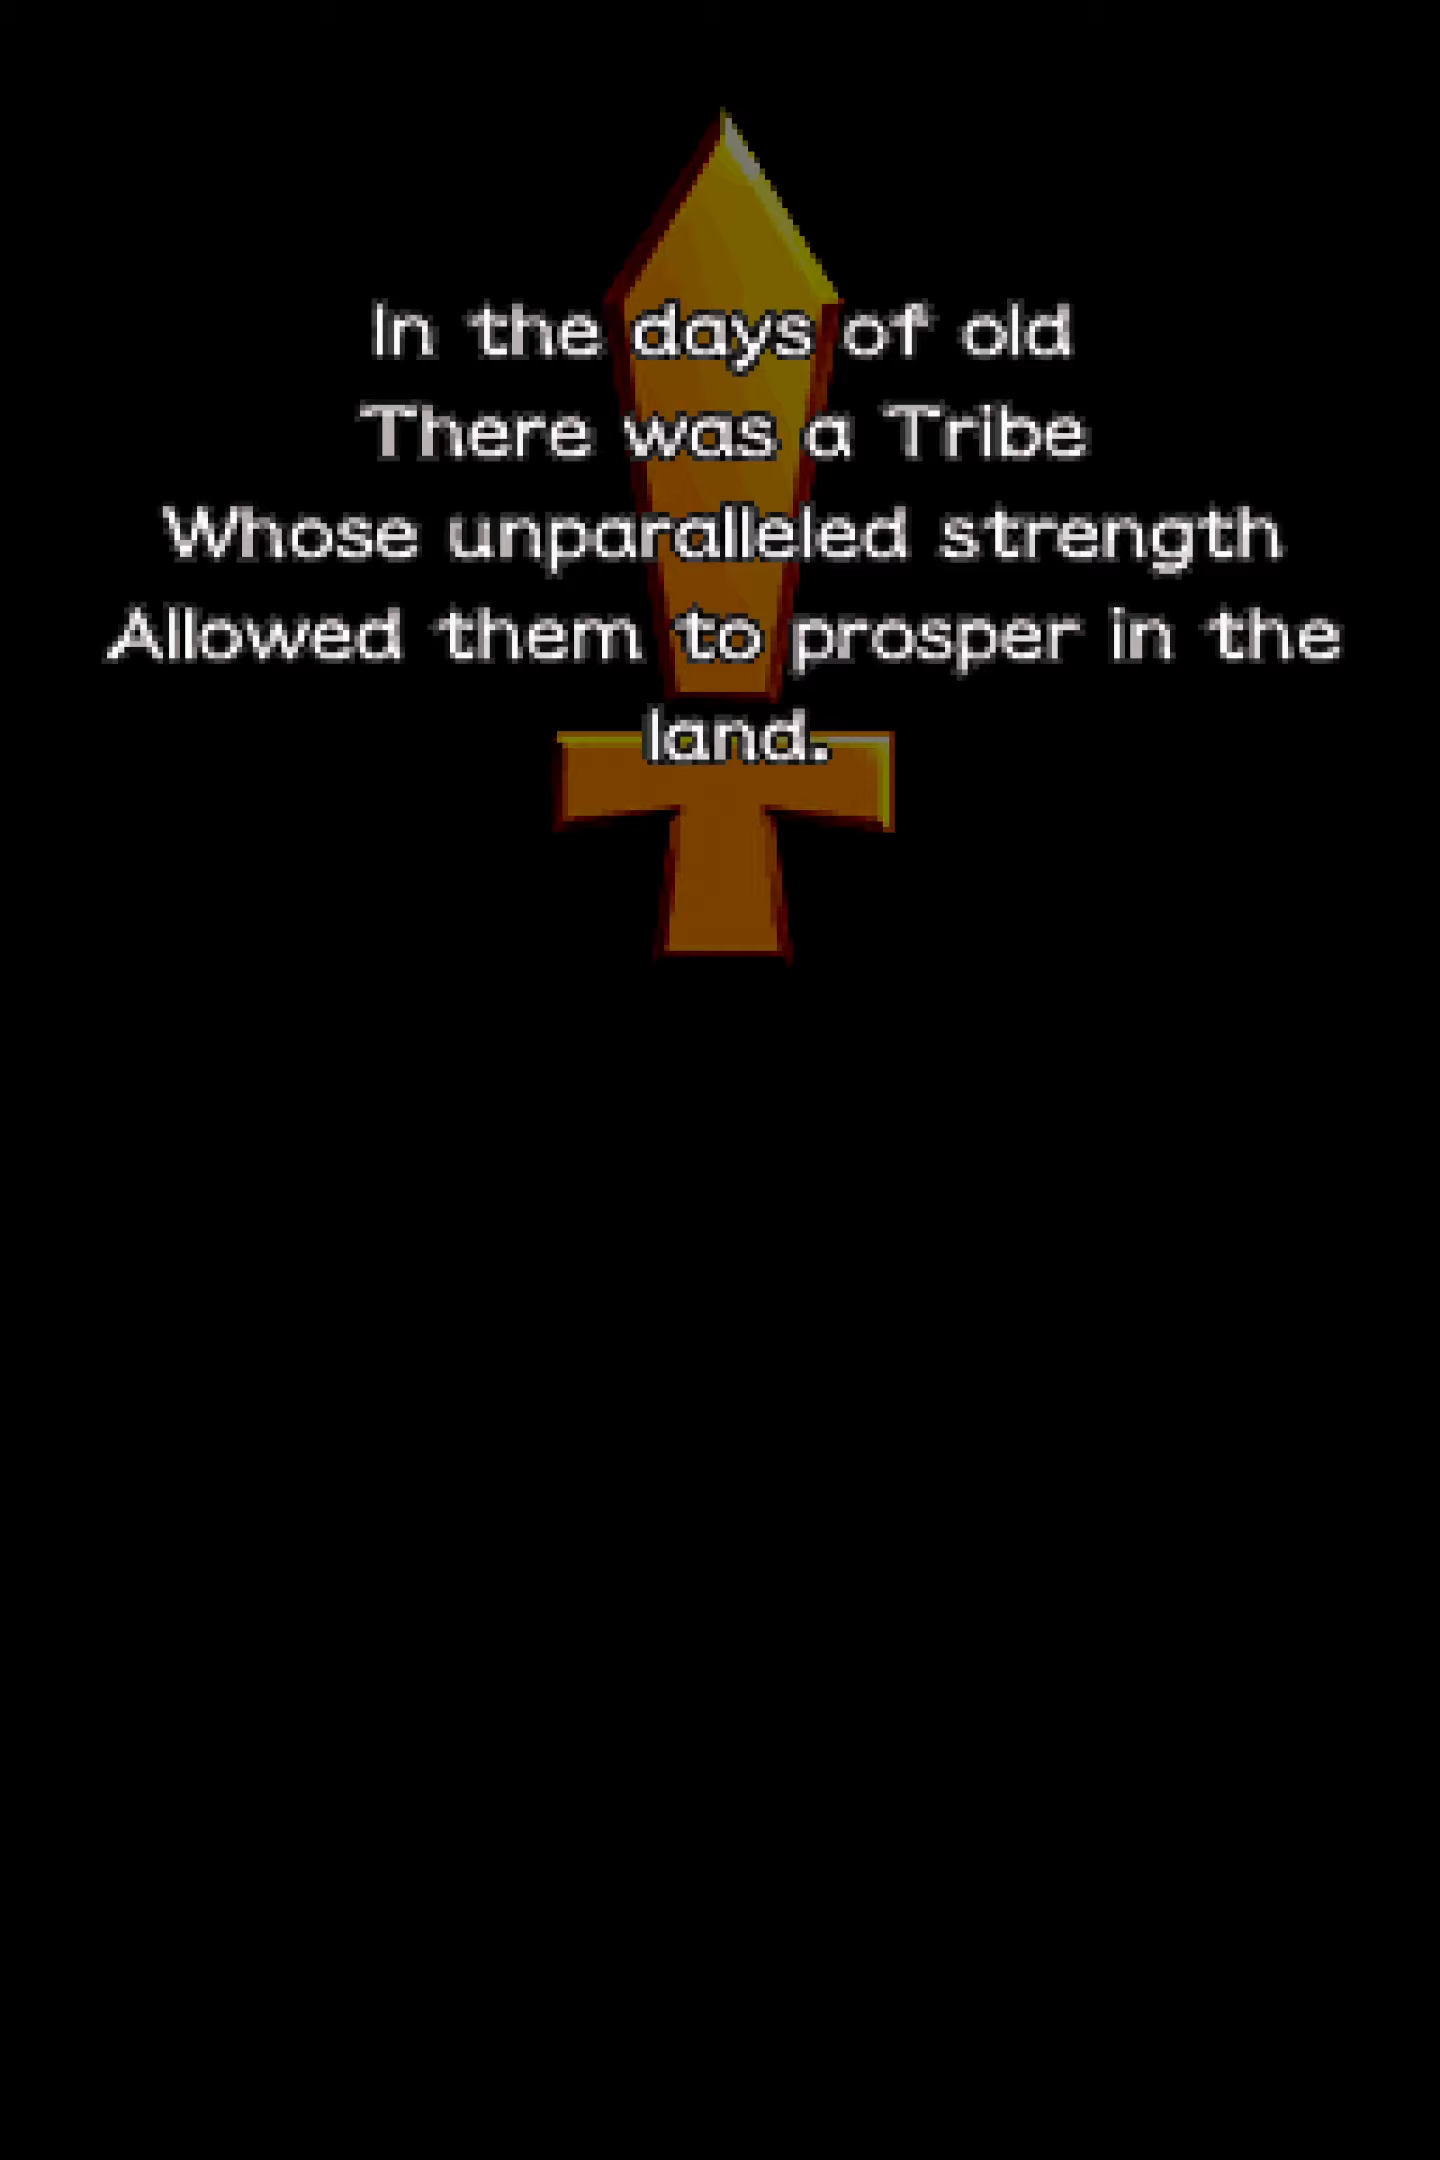 In the days of old
There was a Tribe
Whose unparalleled strength
Allowed them to prosper in the
land.